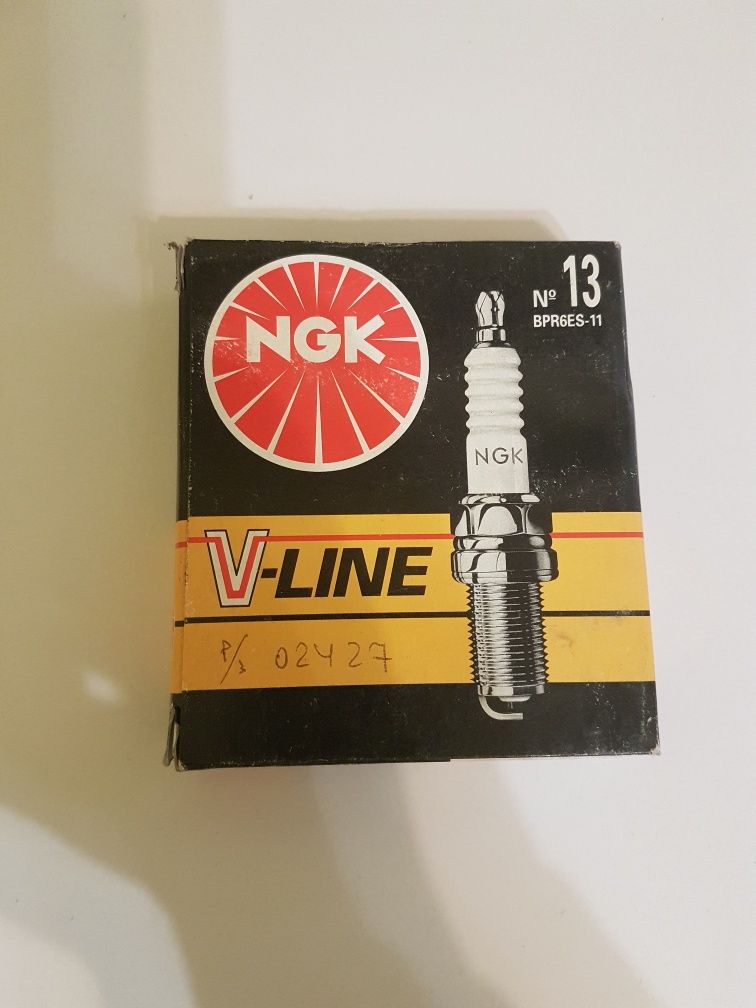 NGK
Nº 13
BPR6ES-11
NGK
V-LINE
P/з 02427